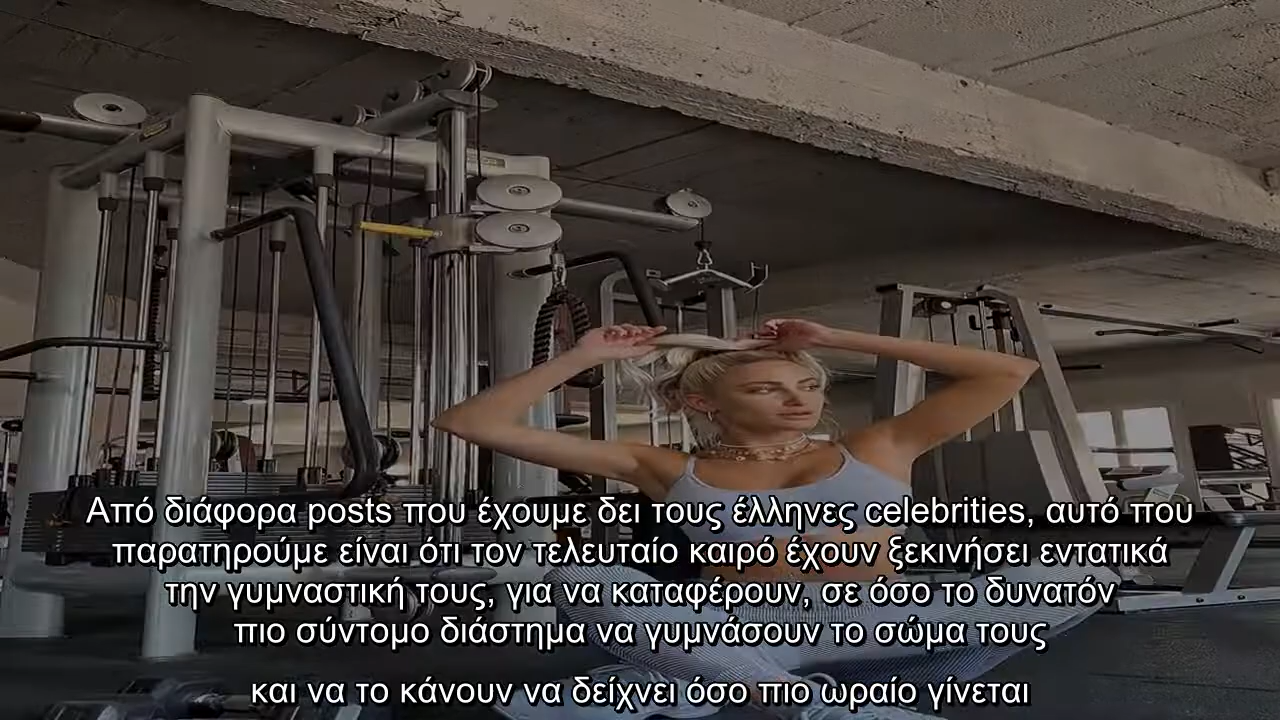 Από διάφορα posts που έχουμε δει τους έλληνες celebrities, αυτό που
παρατηρούμε είναι ότι τον τελευταίο καιρό έχουν ξεκινήσει εντατικά
την γυμναστική τους, για να καταφέρουν, σε όσο το δυνατόν
πιο σύντομο διάστημα να γυμνάσουν το σώμα τους
και να το κάνουν να δείχνει όσο πιο ωραίο γίνεται